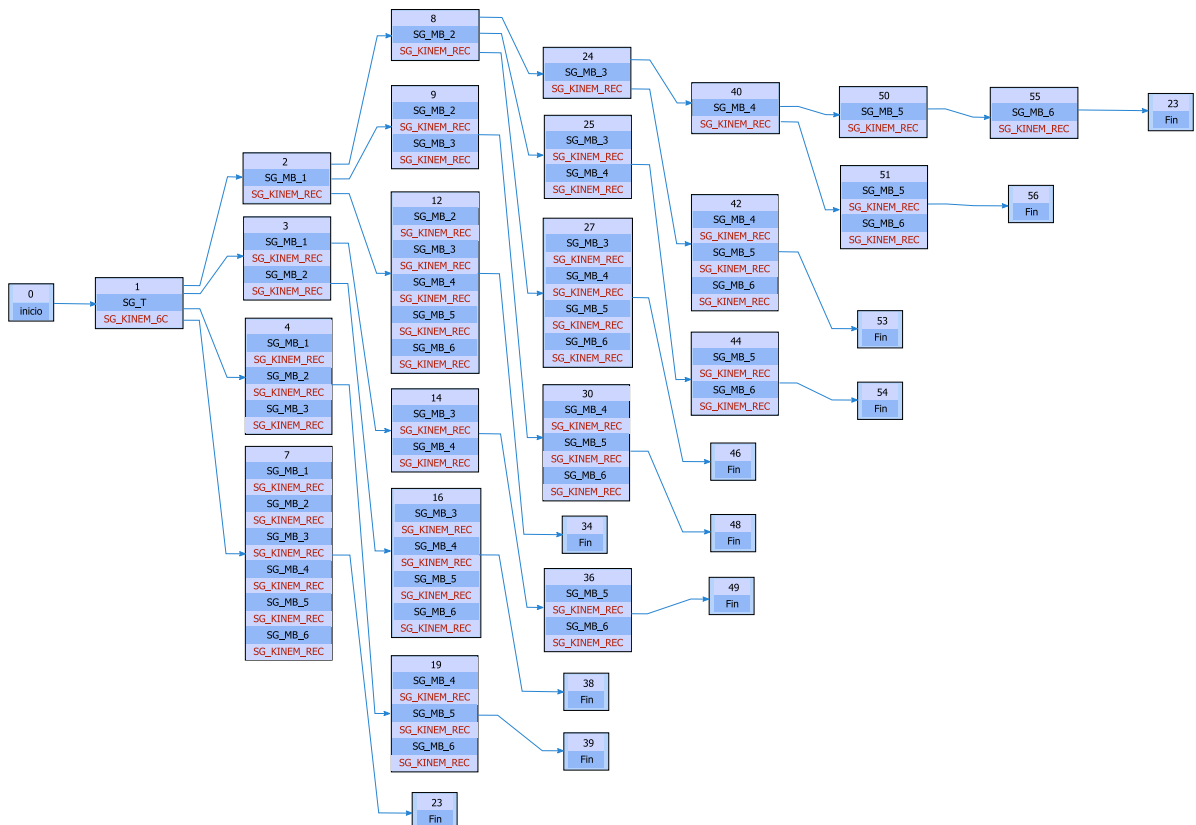 0
inicio
1
SG_T
SG_KINEM_6C
2
SG_MB_1
SG_KINEM_REC
3
SG_MB_1
SG_KINEM_REC
SG_MB_2
SG_KINEM_REC
4
SG_MB_1
SG_KINEM_REC
SG_MB_2
SG_KINEM_REC
SG_MB_3
SG_KINEM_REC
7
SG_MB_1
SG_KINEM_REC
SG_MB_2
SG_KINEM_REC
SG_MB_3
SG_KINEM_REC
SG_MB_4
SG_KINEM_REC
SG_MB_5
SG_KINEM_REC
SG_MB_6
SG_KINEM_REC
8
SG_MB_2
SG_KINEM_REC
9
SG_MB_2
SG_KINEM_REC
SG_MB_3
SG_KINEM_REC
12
SG_MB_2
SG_KINEM_REC
SG_MB_3
SG_KINEM_REC
SG_MB_4
SG_KINEM_REC
SG_MB_5
SG_KINEM_REC
SG_MB_6
SG_KINEM_REC
14
SG_MB_3
SG_KINEM_REC
SG_MB_4
SG_KINEM_REC
16
SG_MB_3
SG_KINEM_REC
SG_MB_4
SG_KINEM_REC
SG_MB_5
SG_KINEM_REC
SG_MB_6
SG_KINEM_REC
19
SG_MB_4
SG_KINEM_REC
SG_MB_5
SG_KINEM_REC
SG_MB_6
SG_KINEM_REC
23
Fin
24
SG_MB_3
SG_KINEM_REC
25
SG_MB_3
SG_KINEM_REC
SG_MB_4
SG_KINEM_REC
27
SG_MB_3
SG_KINEM_REC
SG_MB_4
SG_KINEM_REC
SG_MB_5
SG_KINEM_REC
SG_MB_6
SG_KINEM_REC
30
SG_MB_4
SG_KINEM_REC
SG_MB_5
SG_KINEM_REC
SG_MB_6
SG_KINEM_REC
34
Fin
36
SG_MB_5
SG_KINEM_REC
SG_MB_6
SG_KINEM_REC
38
Fin
39
Fin
40
SG_MB_4
SG_KINEM_REC
42
SG_MB_4
SG_KINEM_REC
SG_MB_5
SG_KINEM_REC
SG_MB_6
SG_KINEM_REC
44
SG_MB_5
SG_KINEM_REC
SG_MB_6
SG_KINEM_REC
46
Fin
48
Fin
49
Fin
50
SG_MB_5
SG_KINEM_REC
51
SG_MB_5
SG_KINEM_REC
SG_MB_6
SG_KINEM_REC
53
Fin
54
Fin
55
SG_MB_6
SG_KINEM_REC
56
Fin
23
Fin